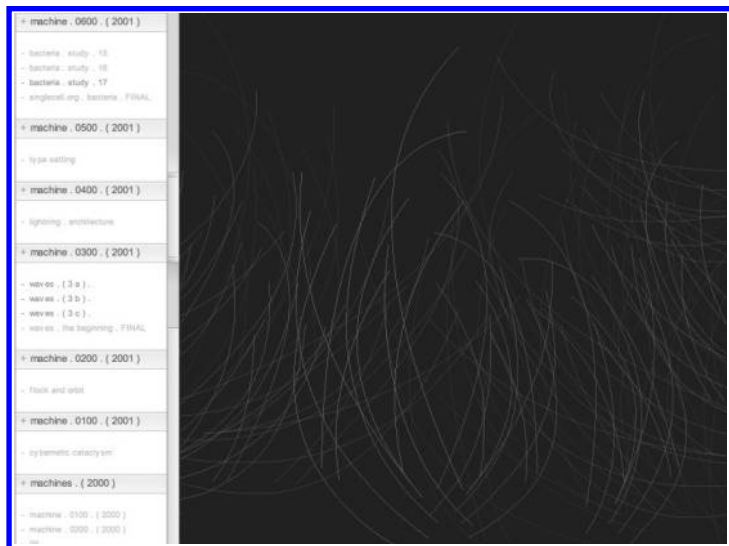 + machine . 0600 . ( 2001 )
- bacteria . study . 15
- bacteria . study . 16
- bacteria . study . 17
- singlecell.org . bacteria . FINAL
+ machine . 0500 . ( 2001 )
- type setting
+ machine . 0400 . ( 2001 )
- lightning . architecture
+ machine . 0300 . ( 2001 )
- waves . ( 3 a ) .
- waves . ( 3 b ) .
- waves . ( 3 c ) .
- waves . the beginning . FINAL
+ machine . 0200 . ( 2001 )
- flock and orbit
+ machine . 0100 . ( 2001 )
- cybernetic cataclysm
+ machines . ( 2000 )
- machine . 0100 . ( 2000 )
- machine . 0200 . ( 2000 )